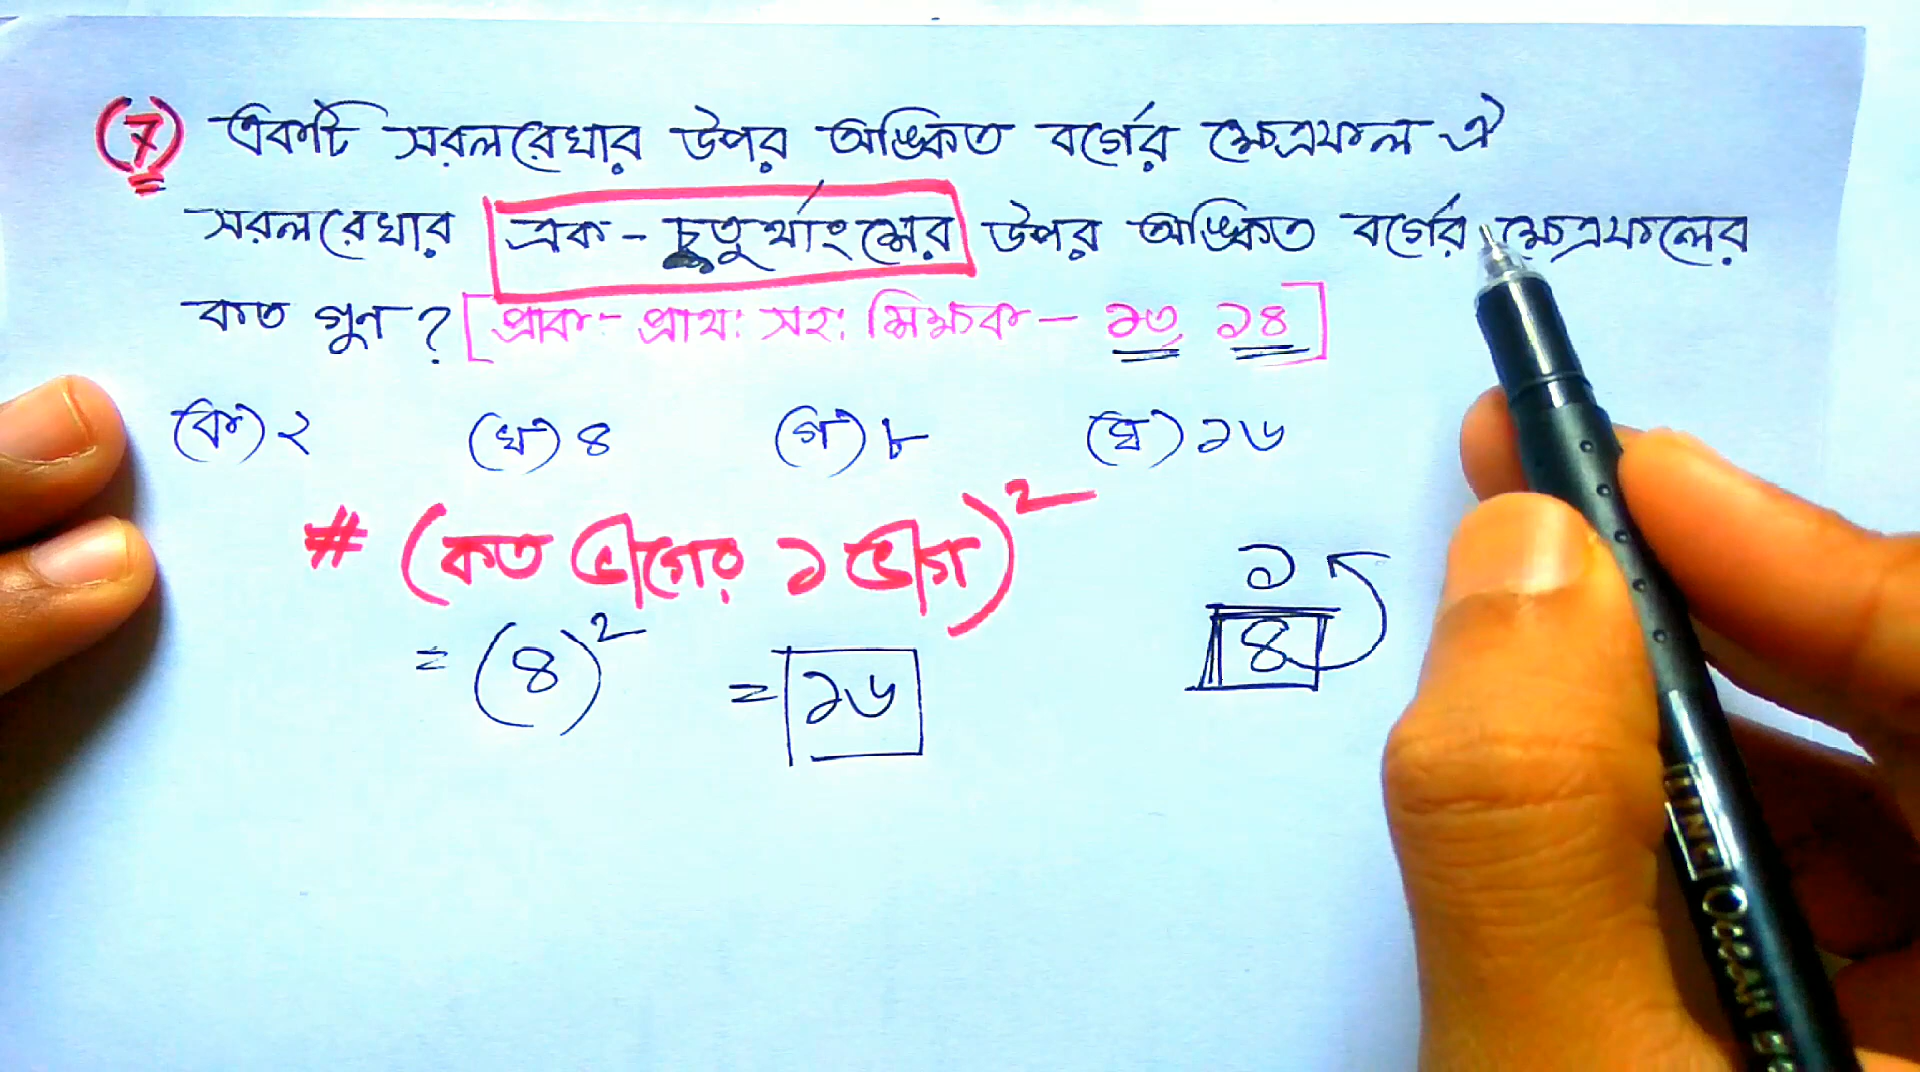 (7) একটি সরলরেখার উপর অঙ্কিত বর্গের ক্ষেত্রফল ঐ
সরলরেখার এক-চতুর্থাংশের উপর অঙ্কিত বর্গের ক্ষেত্রফলের
কত গুন? [প্রাক-প্রাথ: সহ: শিক্ষক - ১৩, ১৪]
(ক) ২ (খ) ৪ (গ) ৮ (ঘ) ১৬
# (কত ভাগের ১ ভাগ)²
= (৪)² = ১৬
১
৪